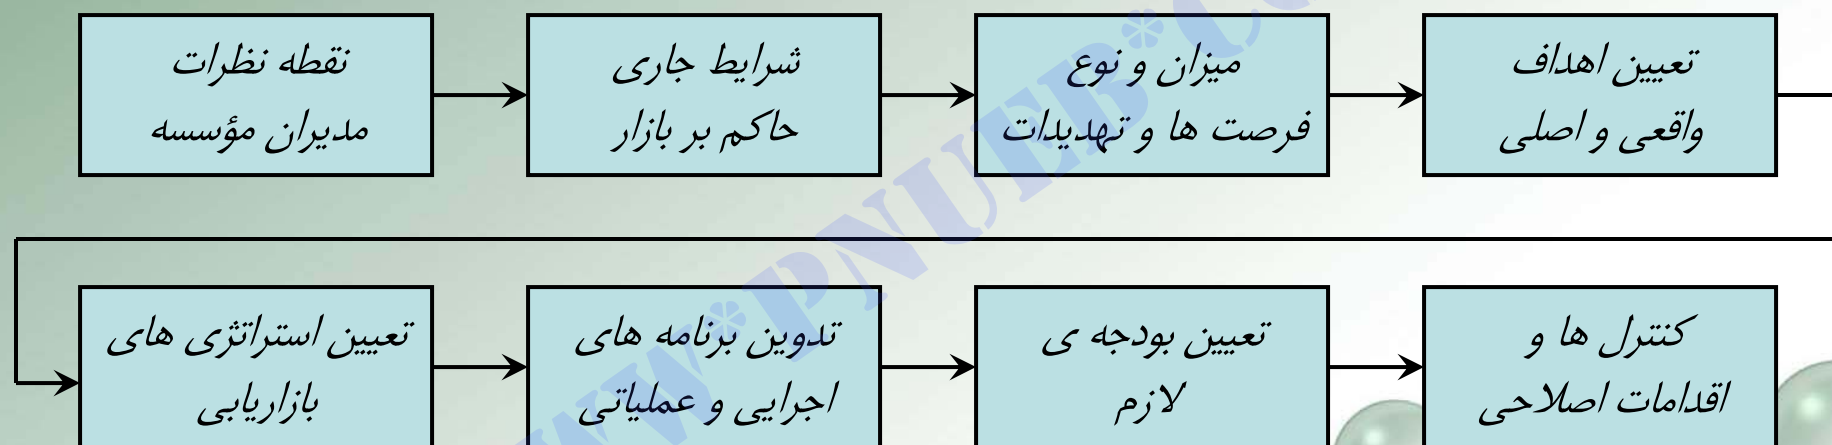 نقطه نظرات
مدیران مؤسسه
شرایط جاری
حاکم بر بازار
میزان و نوع
فرصت ها و تهدیدات
تعیین اهداف
واقعی و اصلی
تعیین استراتژی های
بازاریابی
تدوین برنامه های
اجرایی و عملیاتی
تعیین بودجه ی
لازم
کنترل ها و
اقدامات اصلاحی